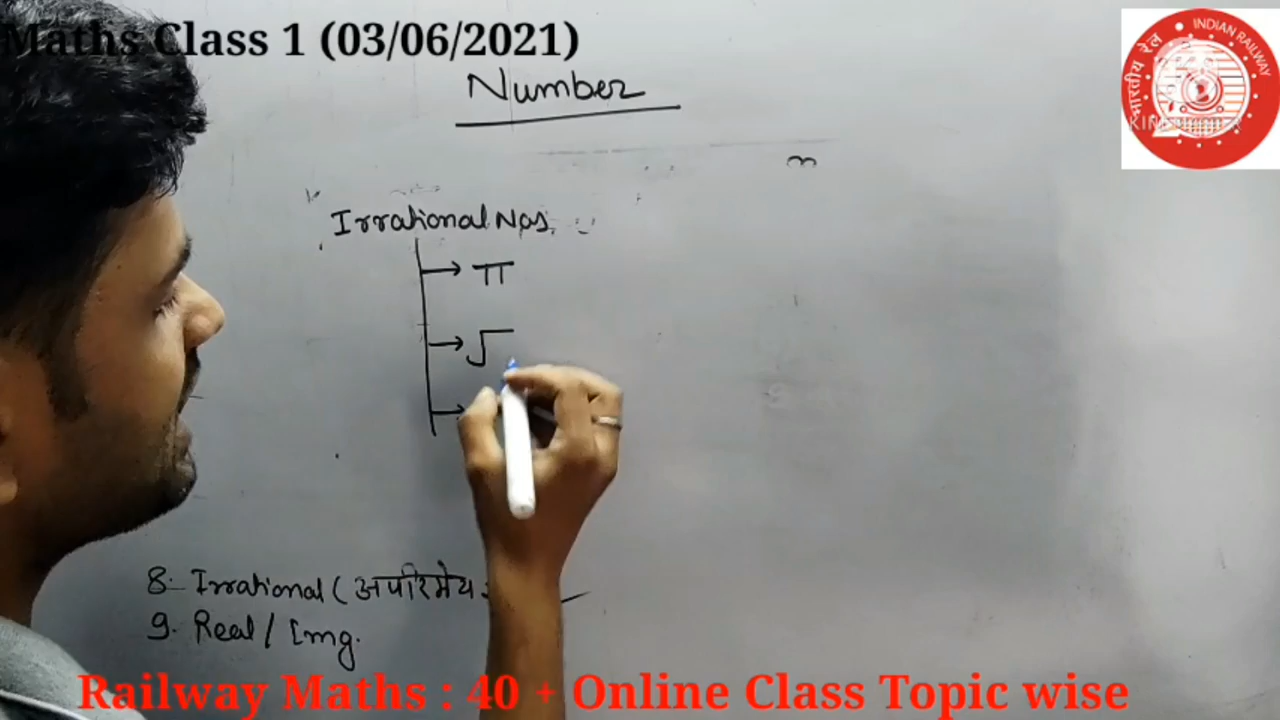 Maths Class 1 (03/06/2021)
INDIAN RAILWAY
भारतीय रेल
Number
Irrational Nos.
π
√
8. Irrational (अपरिमेय
9. Real / Img.
Railway Maths : 40 + Online Class Topic wise